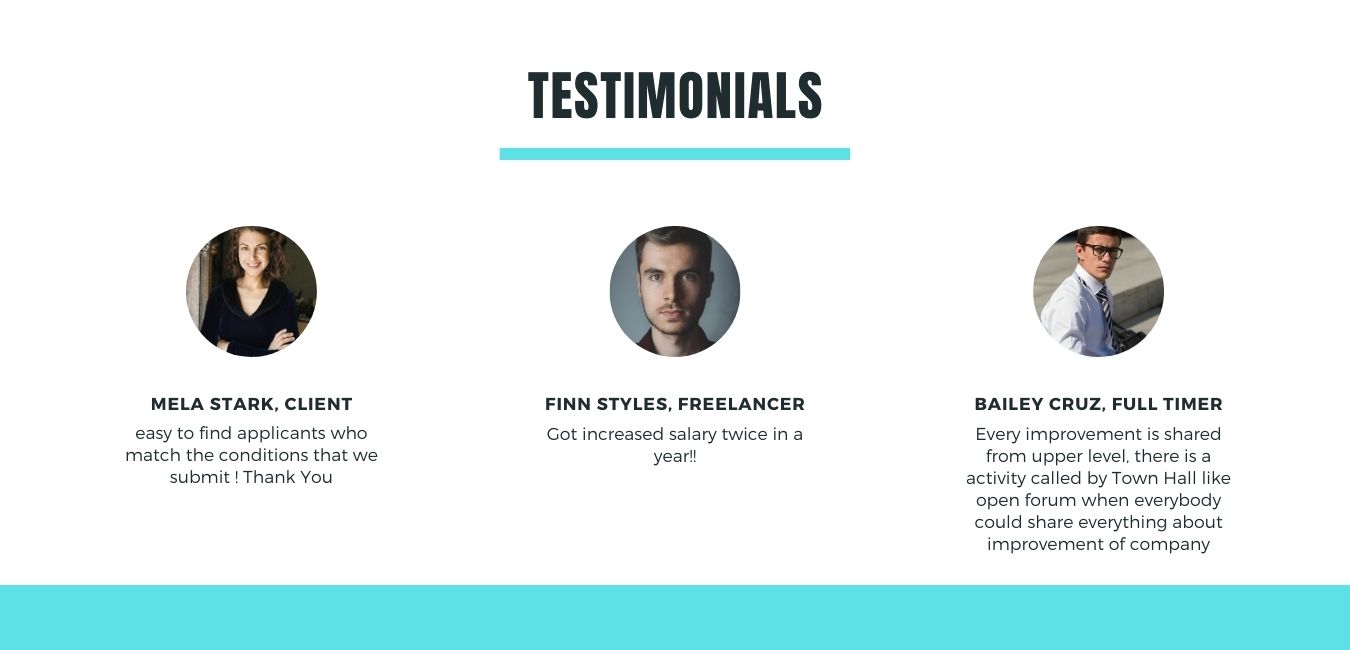 TESTIMONIALS
MELA STARK, CLIENT
easy to find applicants who
match the conditions that we
submit ! Thank You
FINN STYLES, FREELANCER
Got increased salary twice in a
year!!
BAILEY CRUZ, FULL TIMER
Every improvement is shared
from upper level, there is a
activity called by Town Hall like
open forum when everybody
could share everything about
improvement of company